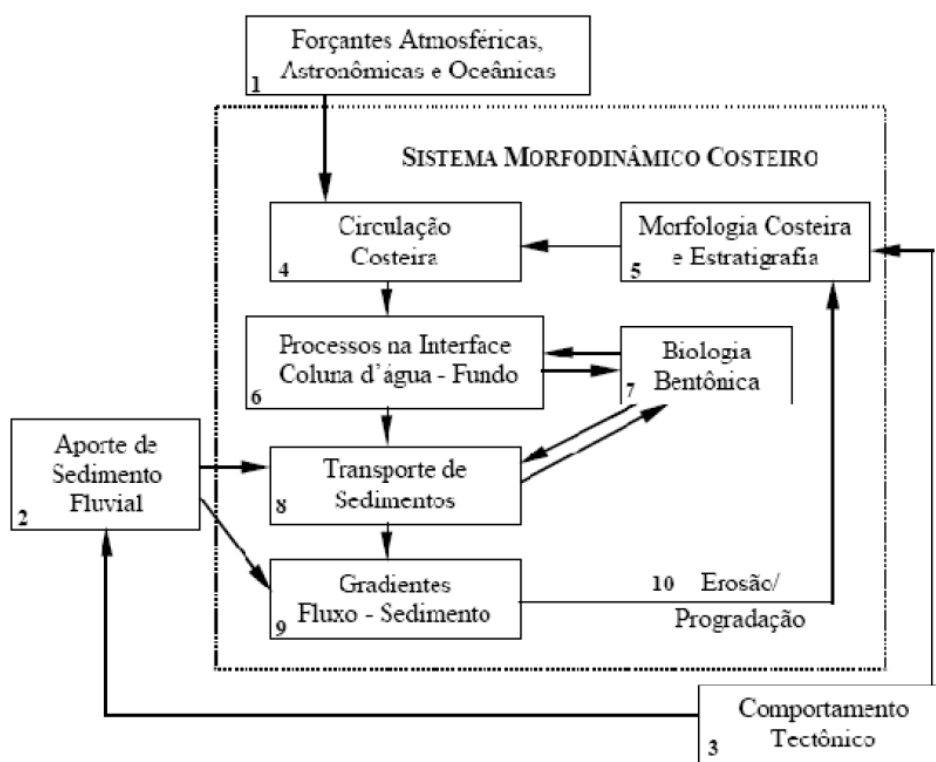 Forçantes Atmosféricas,
Astronômicas e Oceânicas
1
SISTEMA MORFODINÂMICO COSTEIRO
Circulação
Costeira
4
Morfologia Costeira
e Estratigrafia
5
Processos na Interface
Coluna d'água - Fundo
6
Biologia
Bentônica
7
Aporte de
Sedimento
Fluvial
2
Transporte de
Sedimentos
8
Gradientes
Fluxo - Sedimento
9
10 Erosão/
Progradação
Comportamento
Tectônico
3